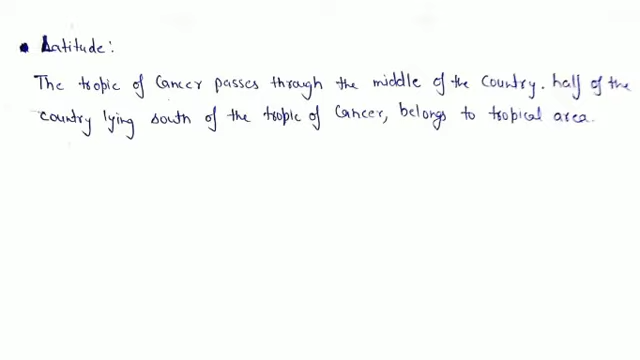 • Latitude:
The tropic of Cancer passes through the middle of the country. half of the
country lying south of the tropic of Cancer, belongs to tropical area.